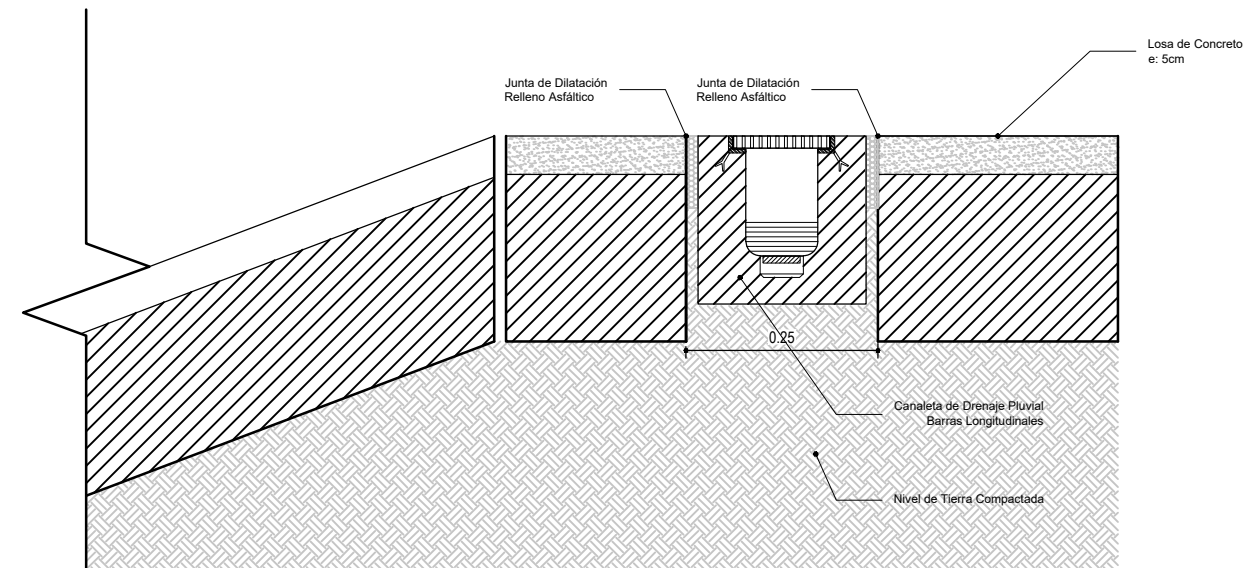 Losa de Concreto
e: 5cm
Junta de Dilatación
Relleno Asfáltico
Junta de Dilatación
Relleno Asfáltico
0.25
Canaleta de Drenaje Pluvial
Barras Longitudinales
Nivel de Tierra Compactada